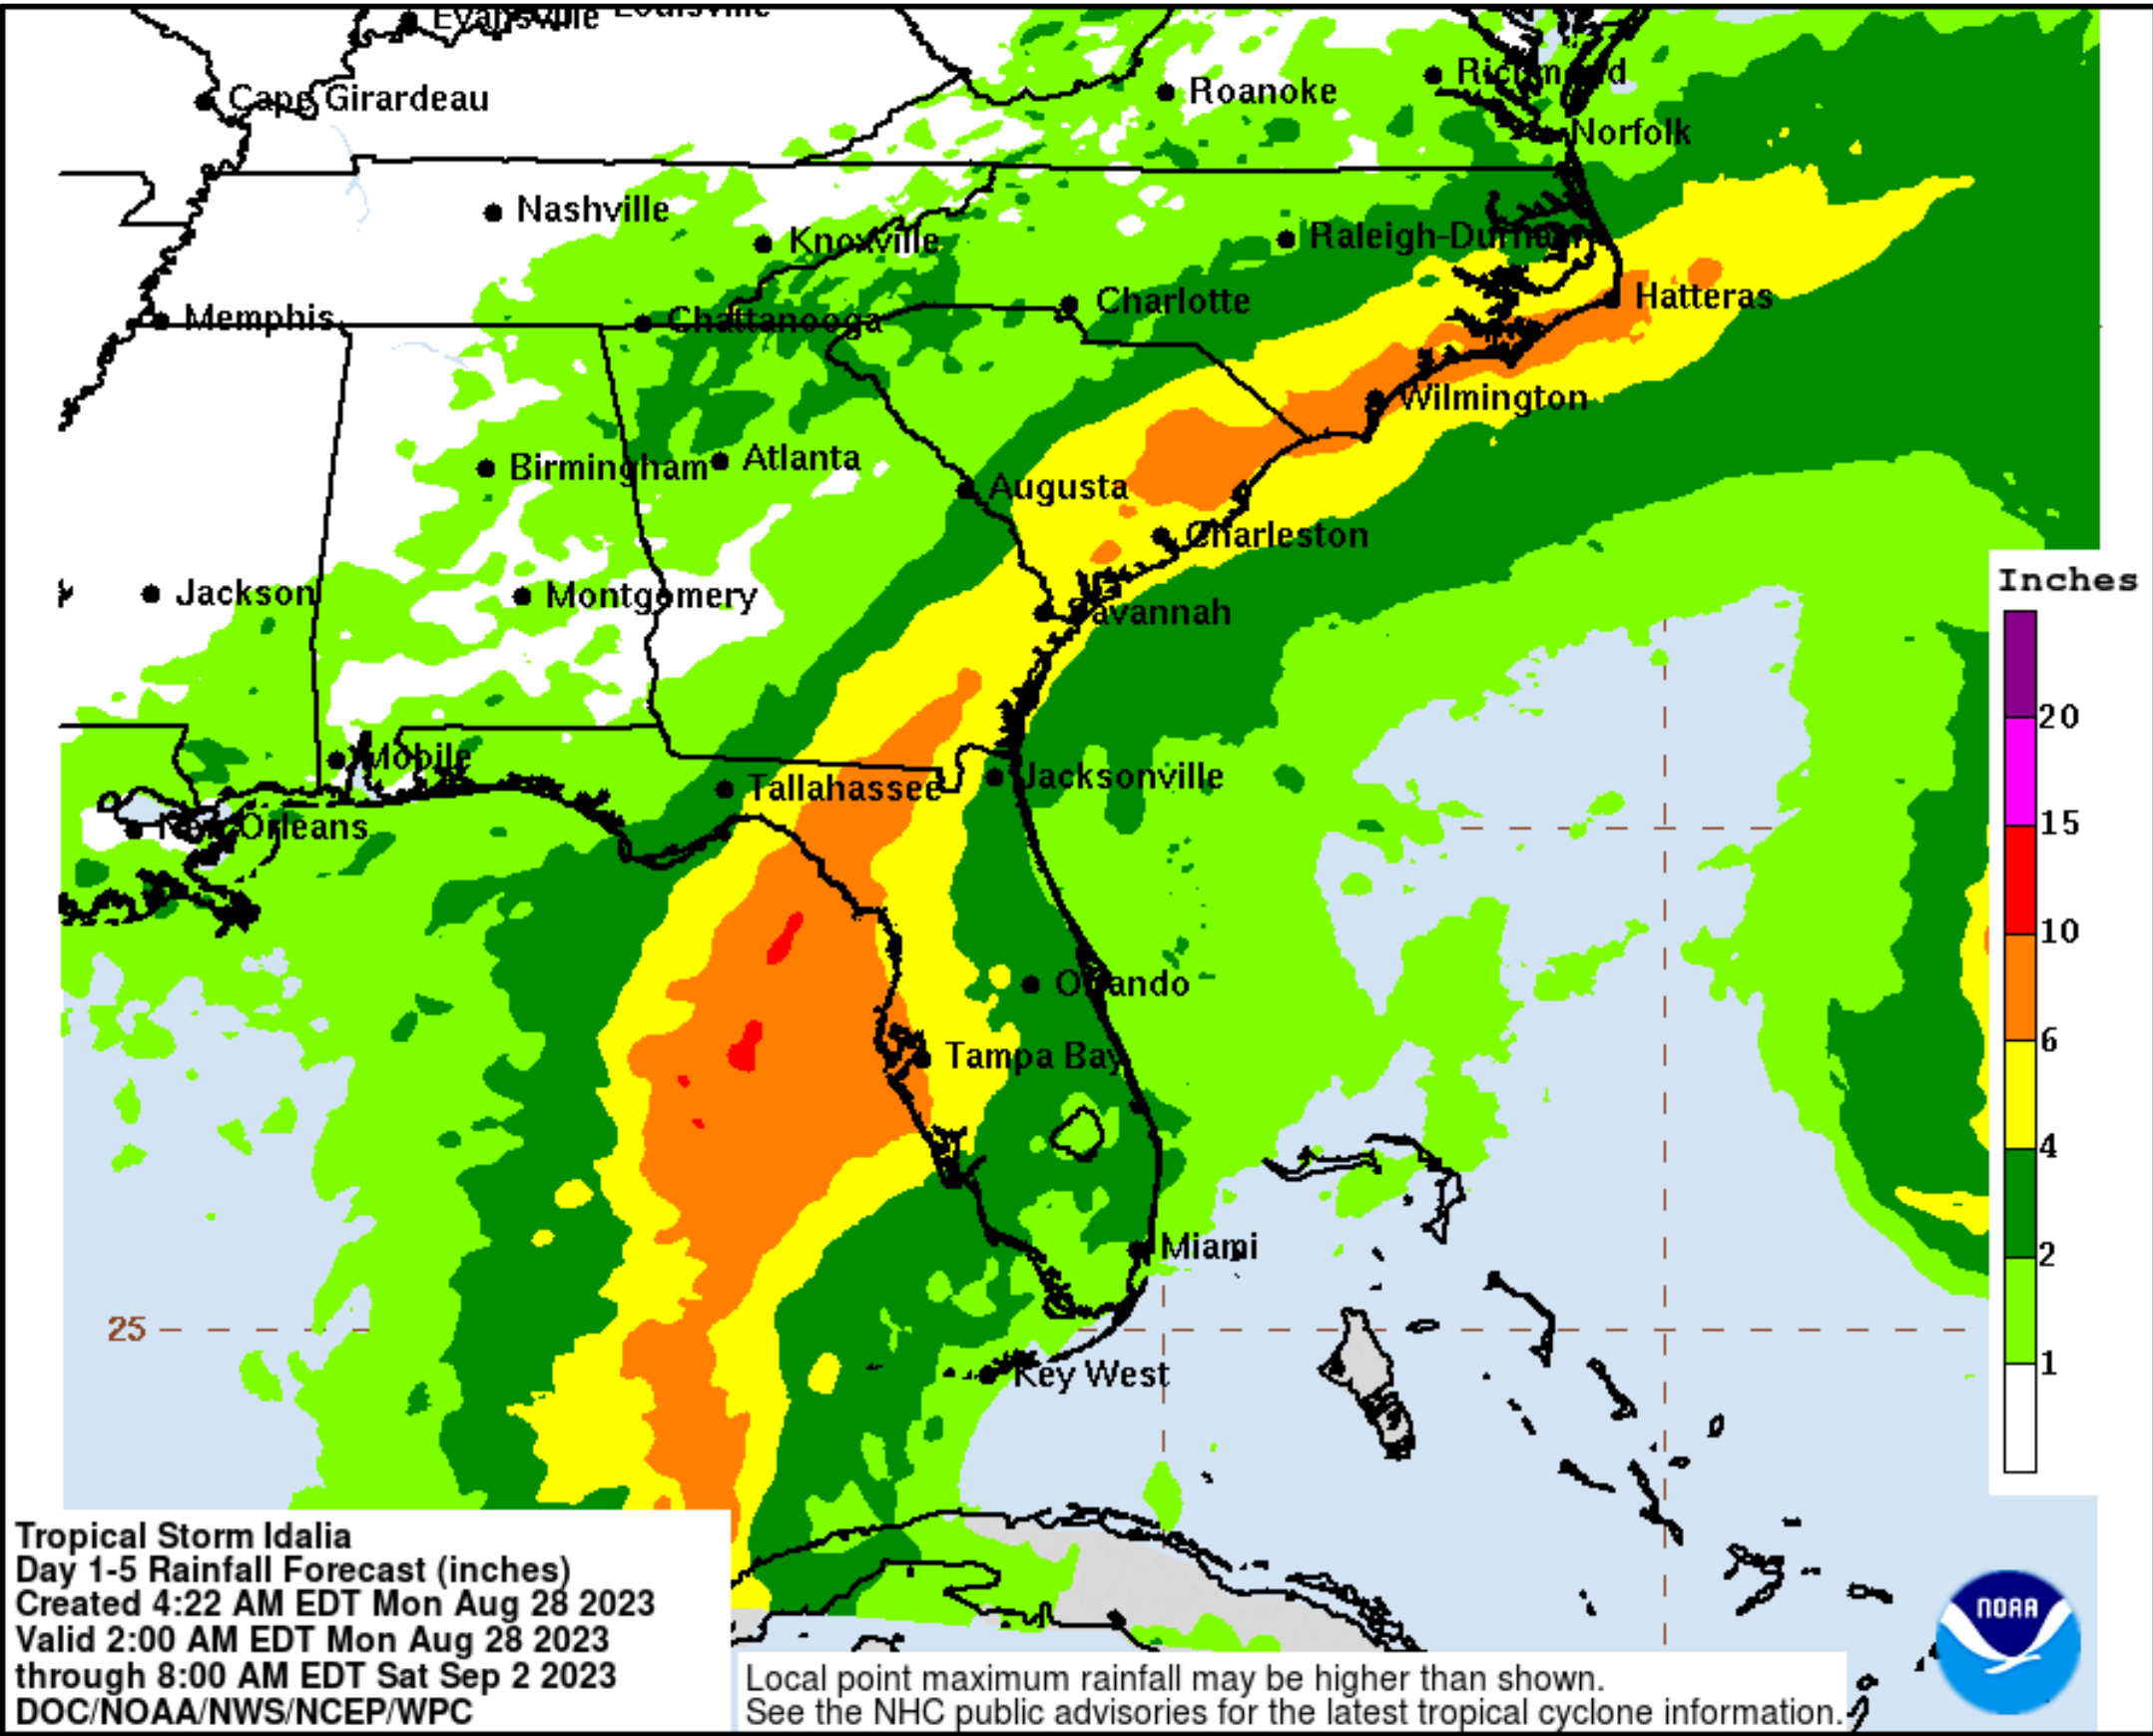 Evansville Louisville
Cape Girardeau
Roanoke
Richmond
Norfolk
Nashville
Knoxville
Raleigh-Durham
Memphis
Chattanooga
Charlotte
Hatteras
Wilmington
Birmingham
Atlanta
Augusta
Charleston
Jackson
Montgomery
Savannah
Mobile
Tallahassee
Jacksonville
New Orleans
Orlando
Tampa Bay
Miami
25
Key West
Inches
20
15
10
6
4
2
1
Tropical Storm Idalia
Day 1-5 Rainfall Forecast (inches)
Created 4:22 AM EDT Mon Aug 28 2023
Valid 2:00 AM EDT Mon Aug 28 2023
through 8:00 AM EDT Sat Sep 2 2023
DOC/NOAA/NWS/NCEP/WPC
Local point maximum rainfall may be higher than shown.
See the NHC public advisories for the latest tropical cyclone information.
NOAA